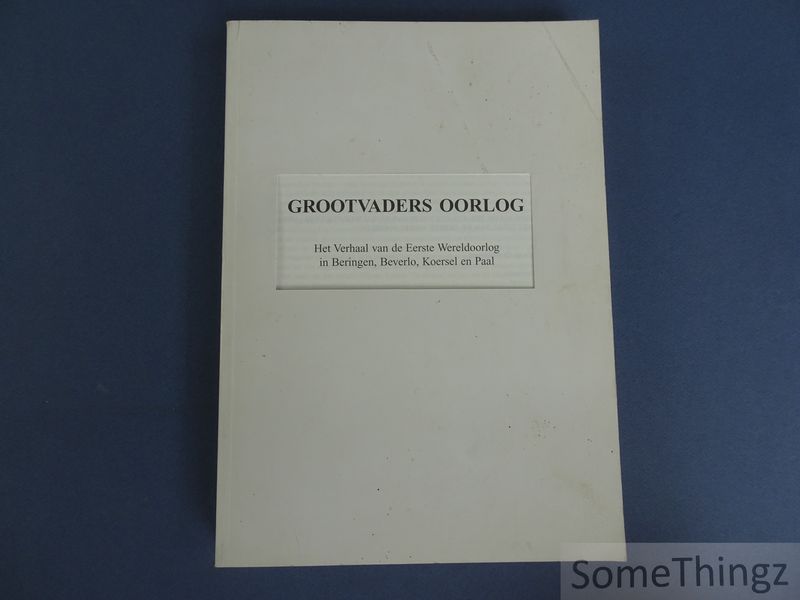 GROOTVADERS OORLOG
Het Verhaal van de Eerste Wereldoorlog
in Beringen, Beverlo, Koersel en Paal
SomeThingz